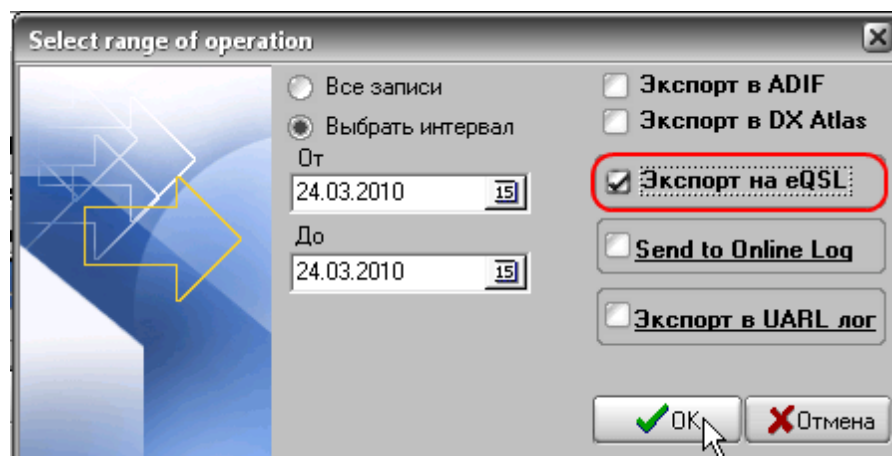 Select range of operation
Все записи
Выбрать интервал
От
24.03.2010
15
До
24.03.2010
15
Экспорт в ADIF
Экспорт в DX Atlas
Экспорт на eQSL
Send to Online Log
Экспорт в UARL лог
OK
Отмена